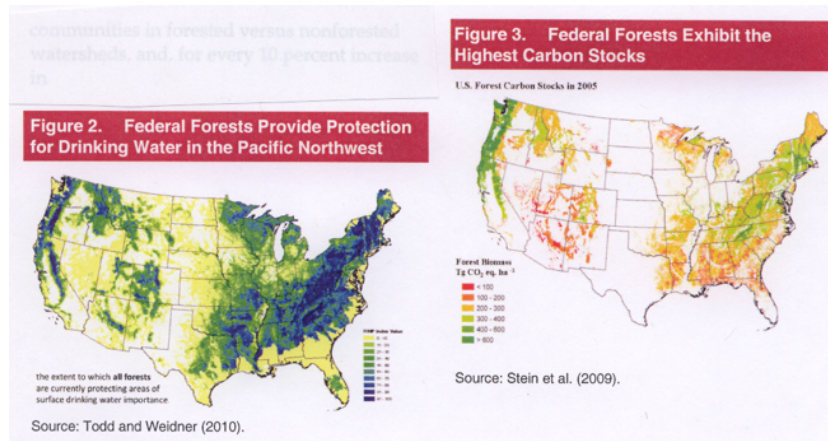 communities in forested versus nonforested
watersheds, and, for every 10 percent increase
in
Figure 2. Federal Forests Provide Protection
for Drinking Water in the Pacific Northwest
the extent to which all forests
are currently protecting areas of
surface drinking water importance
Source: Todd and Weidner (2010).
Figure 3. Federal Forests Exhibit the
Highest Carbon Stocks
U.S. Forest Carbon Stocks in 2005
Forest Biomass
Tg CO₂ eq. ha⁻¹
< 100
100 - 200
200 - 300
300 - 400
400 - 600
> 600
Source: Stein et al. (2009).